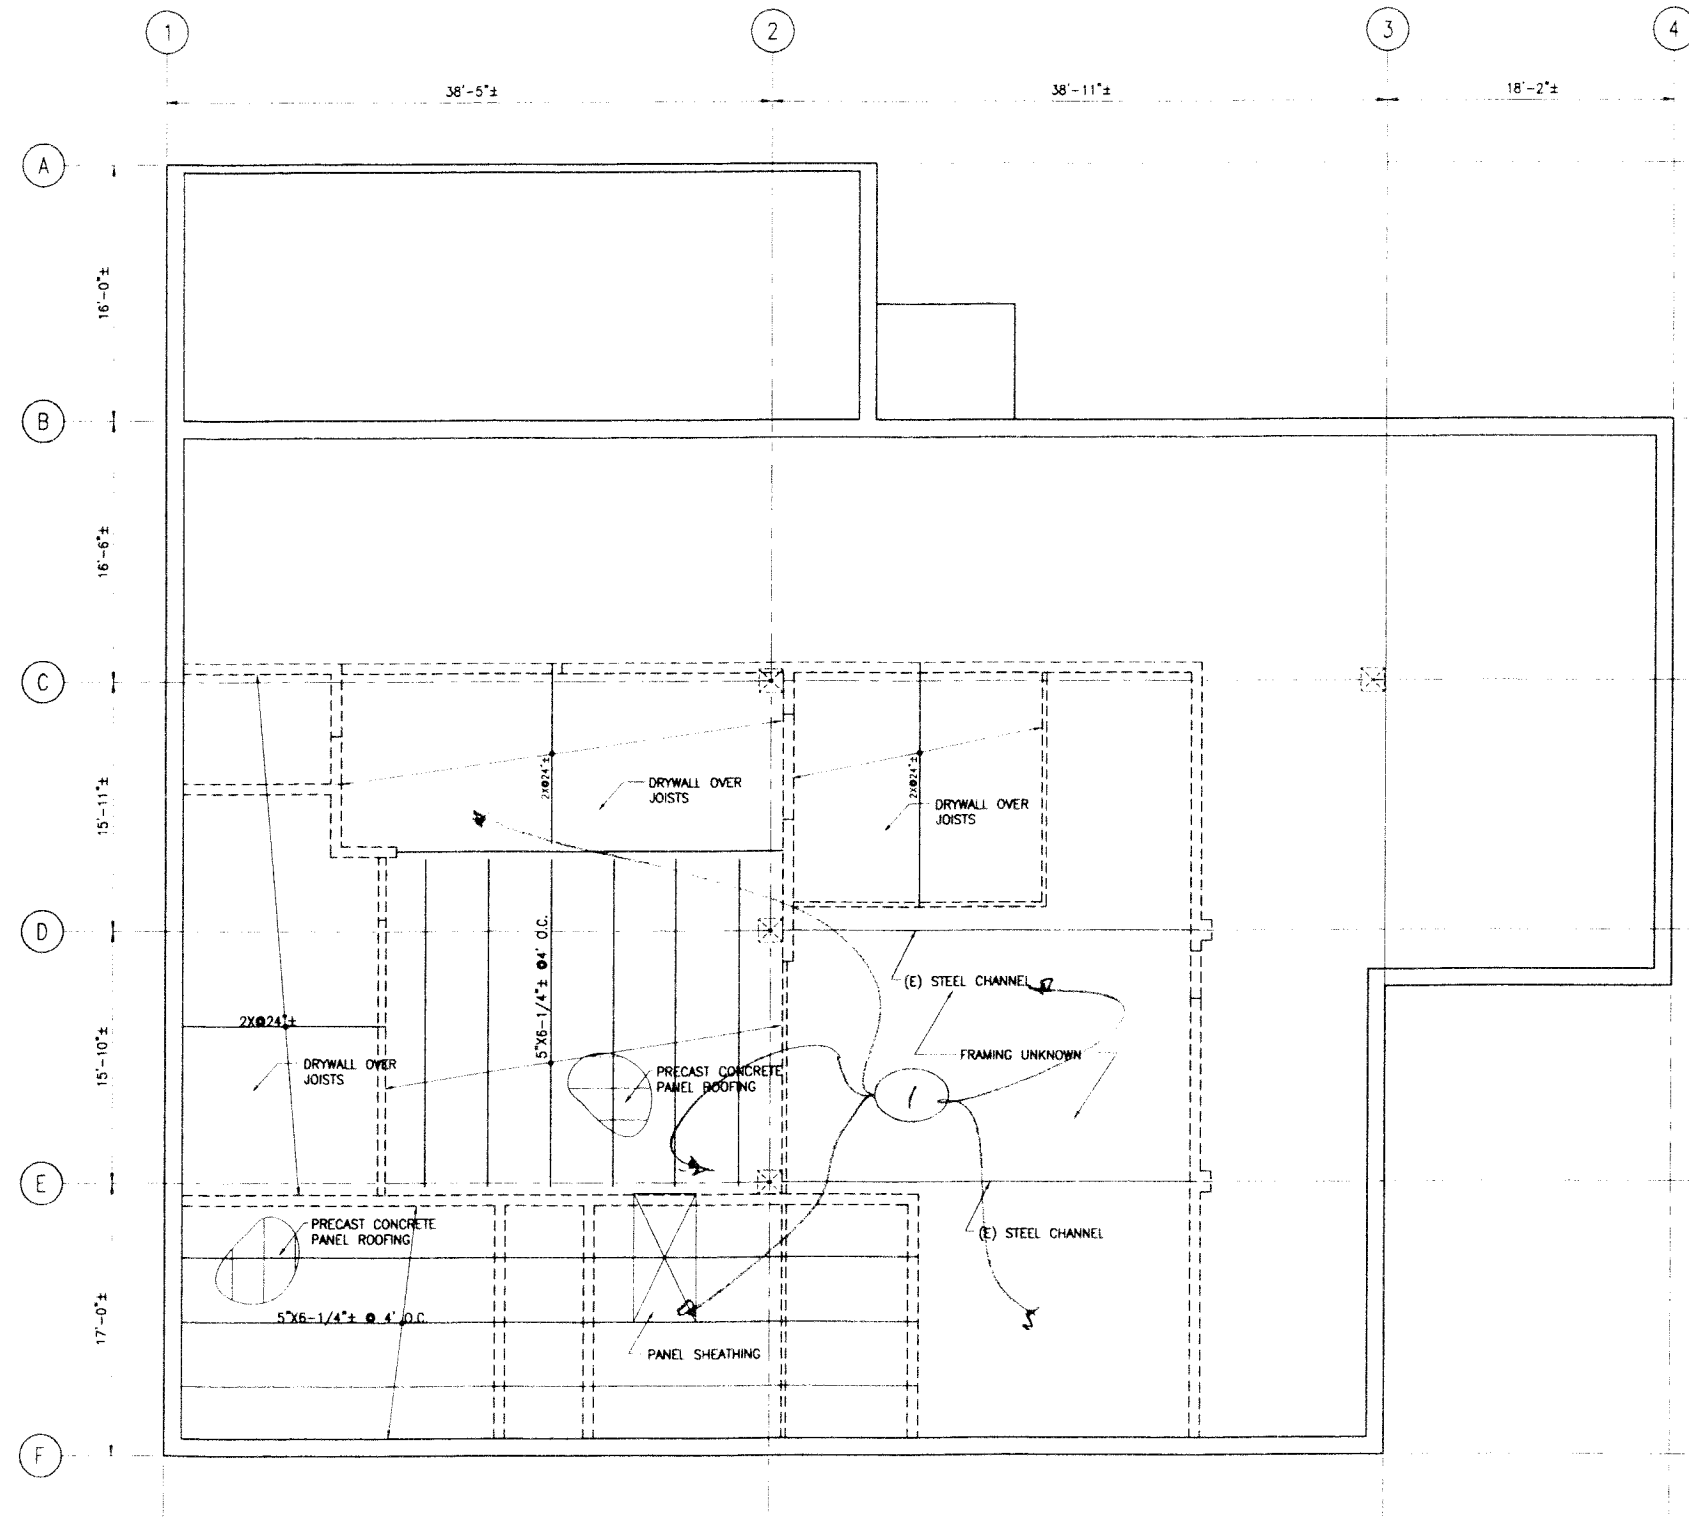 1
2
3
4
38'-5"±
38'-11"±
18'-2"±
A
16'-0"±
B
16'-6"±
C
15'-11"±
2X@24"±
DRYWALL OVER
JOISTS
2X@24"±
DRYWALL OVER
JOISTS
D
5"X6-1/4"± @4' O.C.
(E) STEEL CHANNEL
2X@24"±
15'-10"±
DRYWALL OVER
JOISTS
PRECAST CONCRETE
PANEL ROOFING
FRAMING UNKNOWN
1
E
PRECAST CONCRETE
PANEL ROOFING
(E) STEEL CHANNEL
17'-0"±
5"X6-1/4"± @ 4' O.C.
PANEL SHEATHING
F